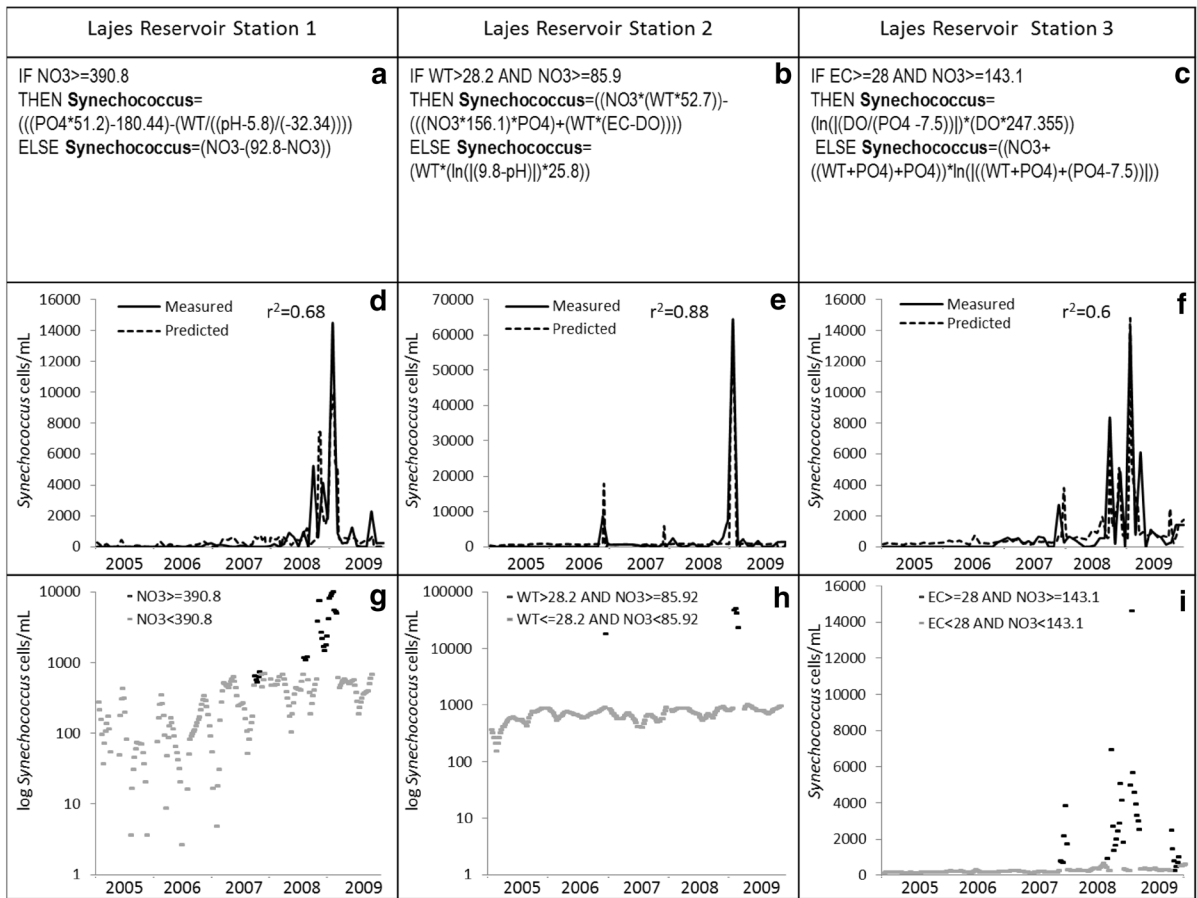 Lajes Reservoir Station 1
Lajes Reservoir Station 2
Lajes Reservoir Station 3
a
IF NO3>=390.8
THEN Synechococcus=
(((PO4*51.2)-180.44)-(WT/((pH-5.8)/(-32.34))))
ELSE Synechococcus=(NO3-(92.8-NO3))
b
IF WT>28.2 AND NO3>=85.9
THEN Synechococcus=((NO3*(WT*52.7))-
(((NO3*156.1)*PO4)+(WT*(EC-DO))))
ELSE Synechococcus=
(WT*(ln(|(9.8-pH)|)*25.8))
c
IF EC>=28 AND NO3>=143.1
THEN Synechococcus=
(ln(|(DO/(PO4 -7.5))|)*(DO*247.355))
ELSE Synechococcus=((NO3+
((WT+PO4)+PO4))*ln(|((WT+PO4)+(PO4-7.5))|))
d
Measured
Predicted
r²=0.68
Synechococcus cells/mL
16000
14000
12000
10000
8000
6000
4000
2000
0
2005 2006 2007 2008 2009
e
Measured
Predicted
r²=0.88
70000
60000
50000
40000
30000
20000
10000
0
2005 2006 2007 2008 2009
f
Measured
Predicted
r²=0.6
Synechococcus cells/mL
16000
14000
12000
10000
8000
6000
4000
2000
0
2005 2006 2007 2008 2009
g
NO3>=390.8
NO3<390.8
log Synechococcus cells/mL
10000
1000
100
10
1
2005 2006 2007 2008 2009
h
WT>28.2 AND NO3>=85.92
WT<=28.2 AND NO3<85.92
log Synechococcus cells/mL
100000
10000
1000
100
10
1
2005 2006 2007 2008 2009
i
EC>=28 AND NO3>=143.1
EC<28 AND NO3<143.1
Synechococcus cells/mL
16000
14000
12000
10000
8000
6000
4000
2000
0
2005 2006 2007 2008 2009